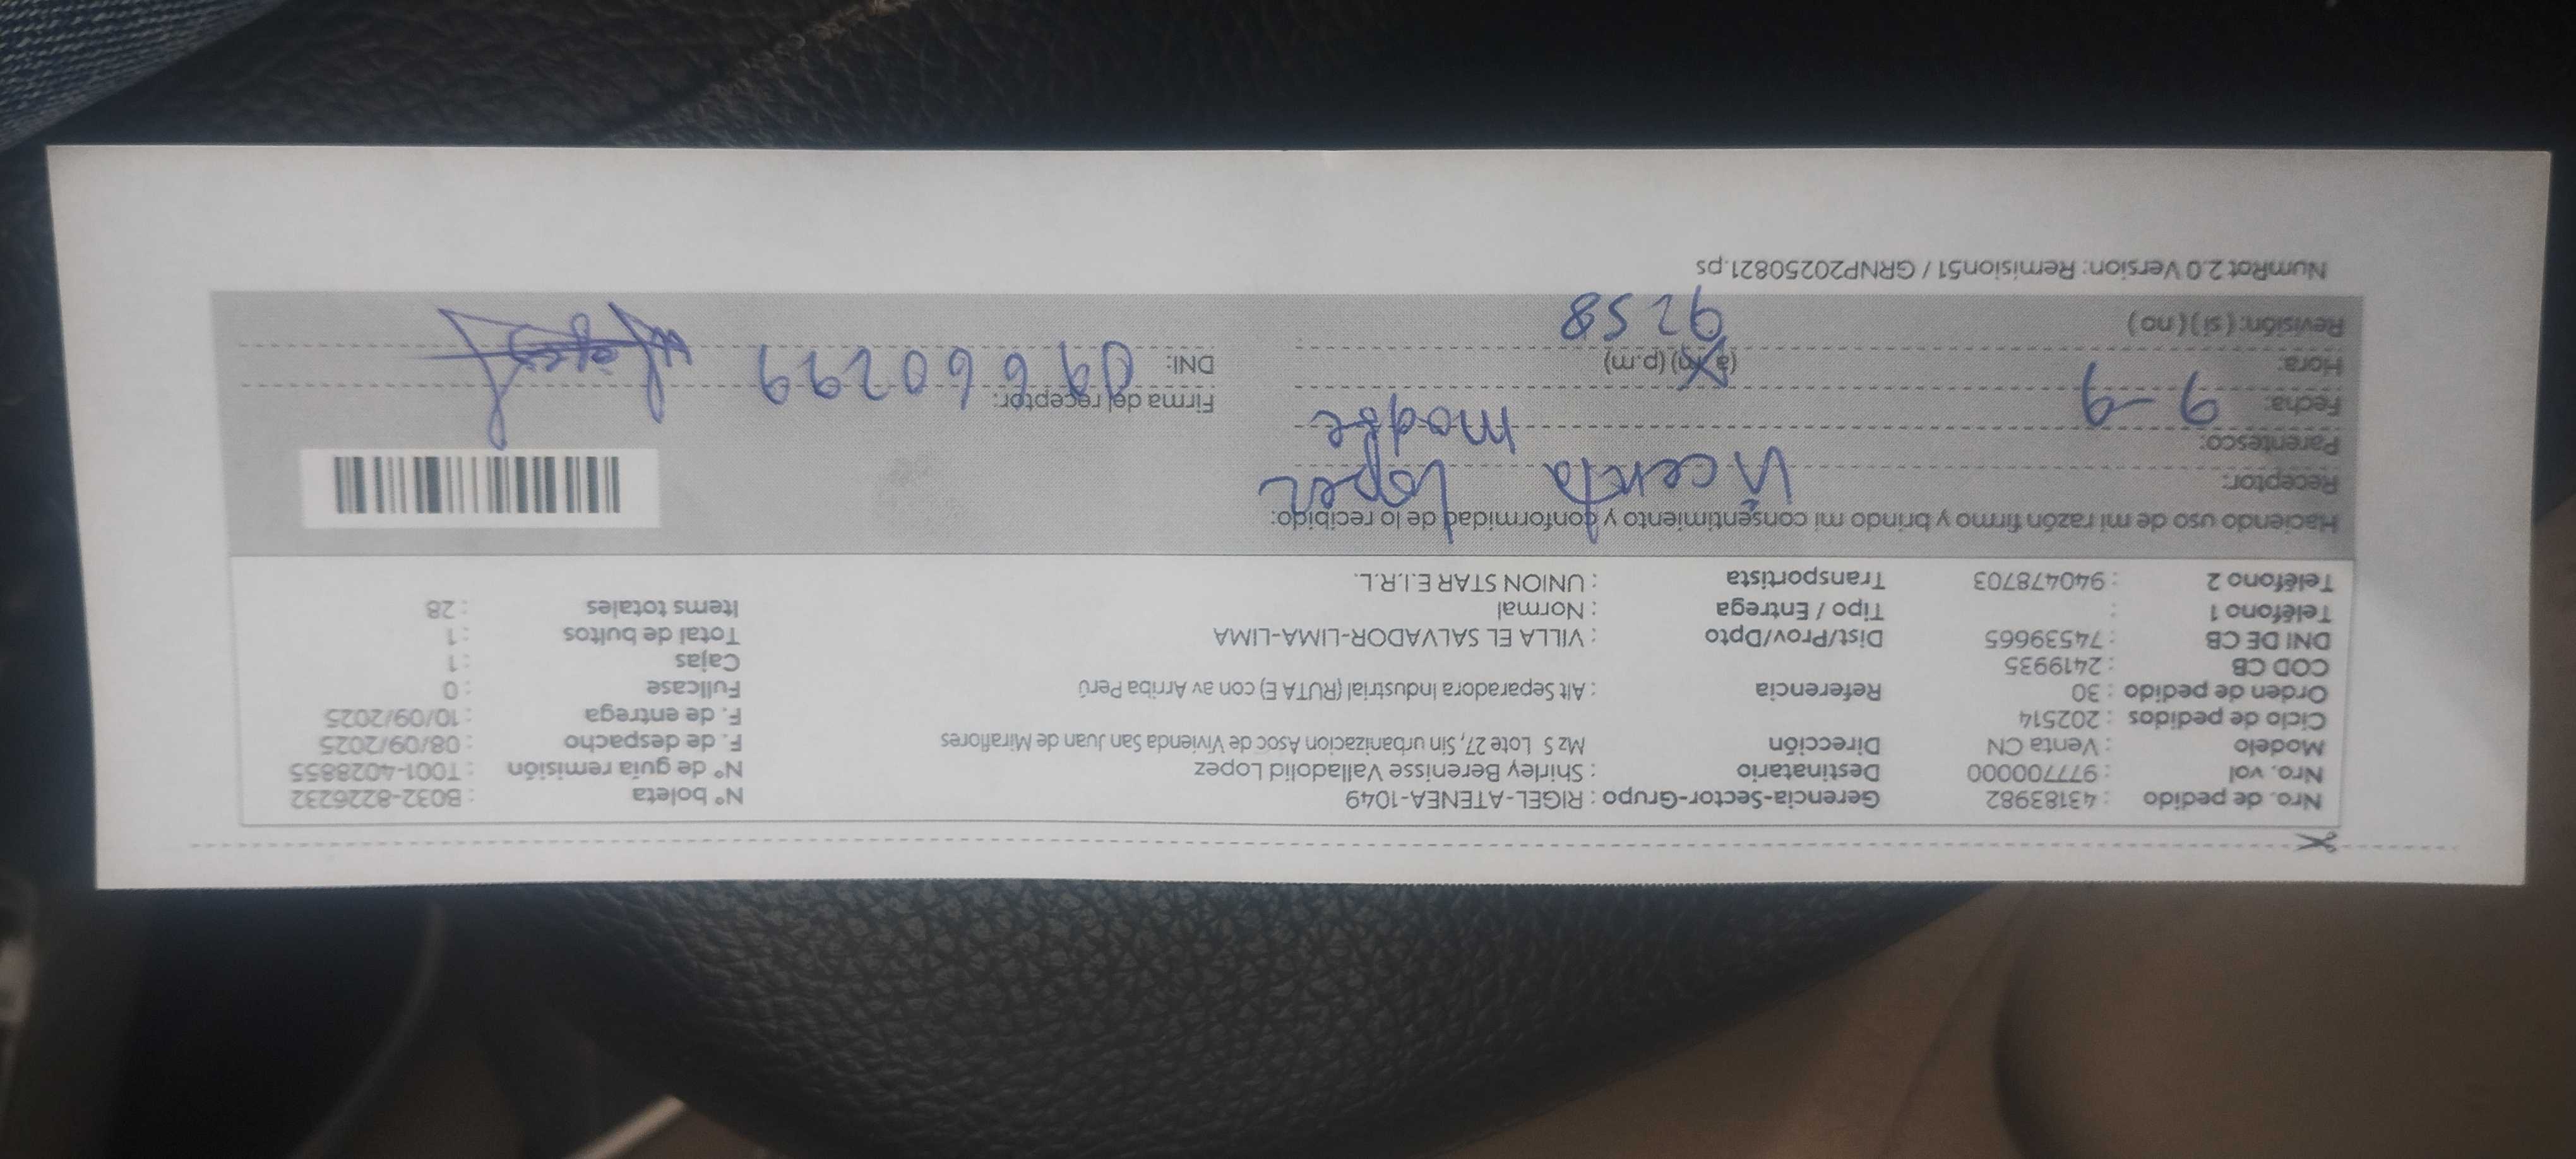 Nro. de pedido : 43183982 Gerencia-Sector-Grupo : RIGEL-ATENEA-1049 N° boleta : B032-8226232
Nro. vol : 97770000 Destinatario : Shirley Berenisse Valladolid Lopez N° de guía remisión : T001-4028855
Modelo : Venta CN Dirección Mz S Lote 27, Sin urbanizacion Asoc de Vivienda San Juan de Miraflores F. de despacho : 08/09/2025
Ciclo de pedidos : 202514 F. de entrega : 10/09/2025
Orden de pedido : 30 Referencia : Alt Separadora Industrial (RUTA E) con av Arriba Perú Fullcase : 0
COD CB : 2419935 Cajas : 1
DNI DE CB : 74539665 Dist/Prov/Dpto : VILLA EL SALVADOR-LIMA-LIMA Total de bultos : 1
Teléfono 1 : Tipo / Entrega : Normal Items totales : 28
Teléfono 2 : 940478703 Transportista : UNION STAR E.I.R.L.
Haciendo uso de mi razón firmo y brindo mi consentimiento y conformidad de lo recibido:
Receptor: Vicenta Lopez
Parentesco: madre
Fecha: 9-9 Firma del receptor:
Hora: (a.m) (p.m) DNI: 09660299
Revisión: ( si ) ( no ) 9258
NumRot 2.0 Version: Remision51 / GRNP20250821.ps